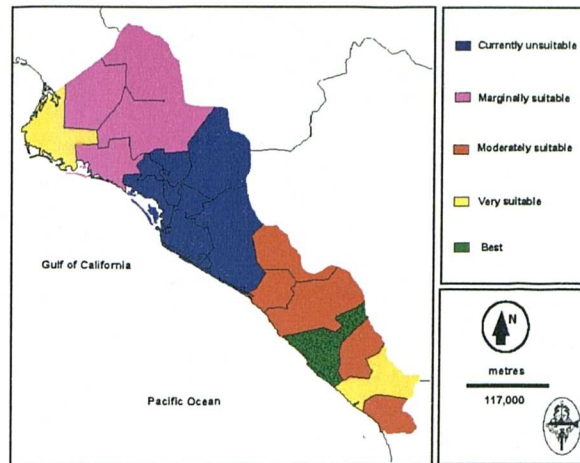 Currently unsuitable
Marginally suitable
Moderately suitable
Very suitable
Best
Gulf of California
Pacific Ocean
N
metres
117,000